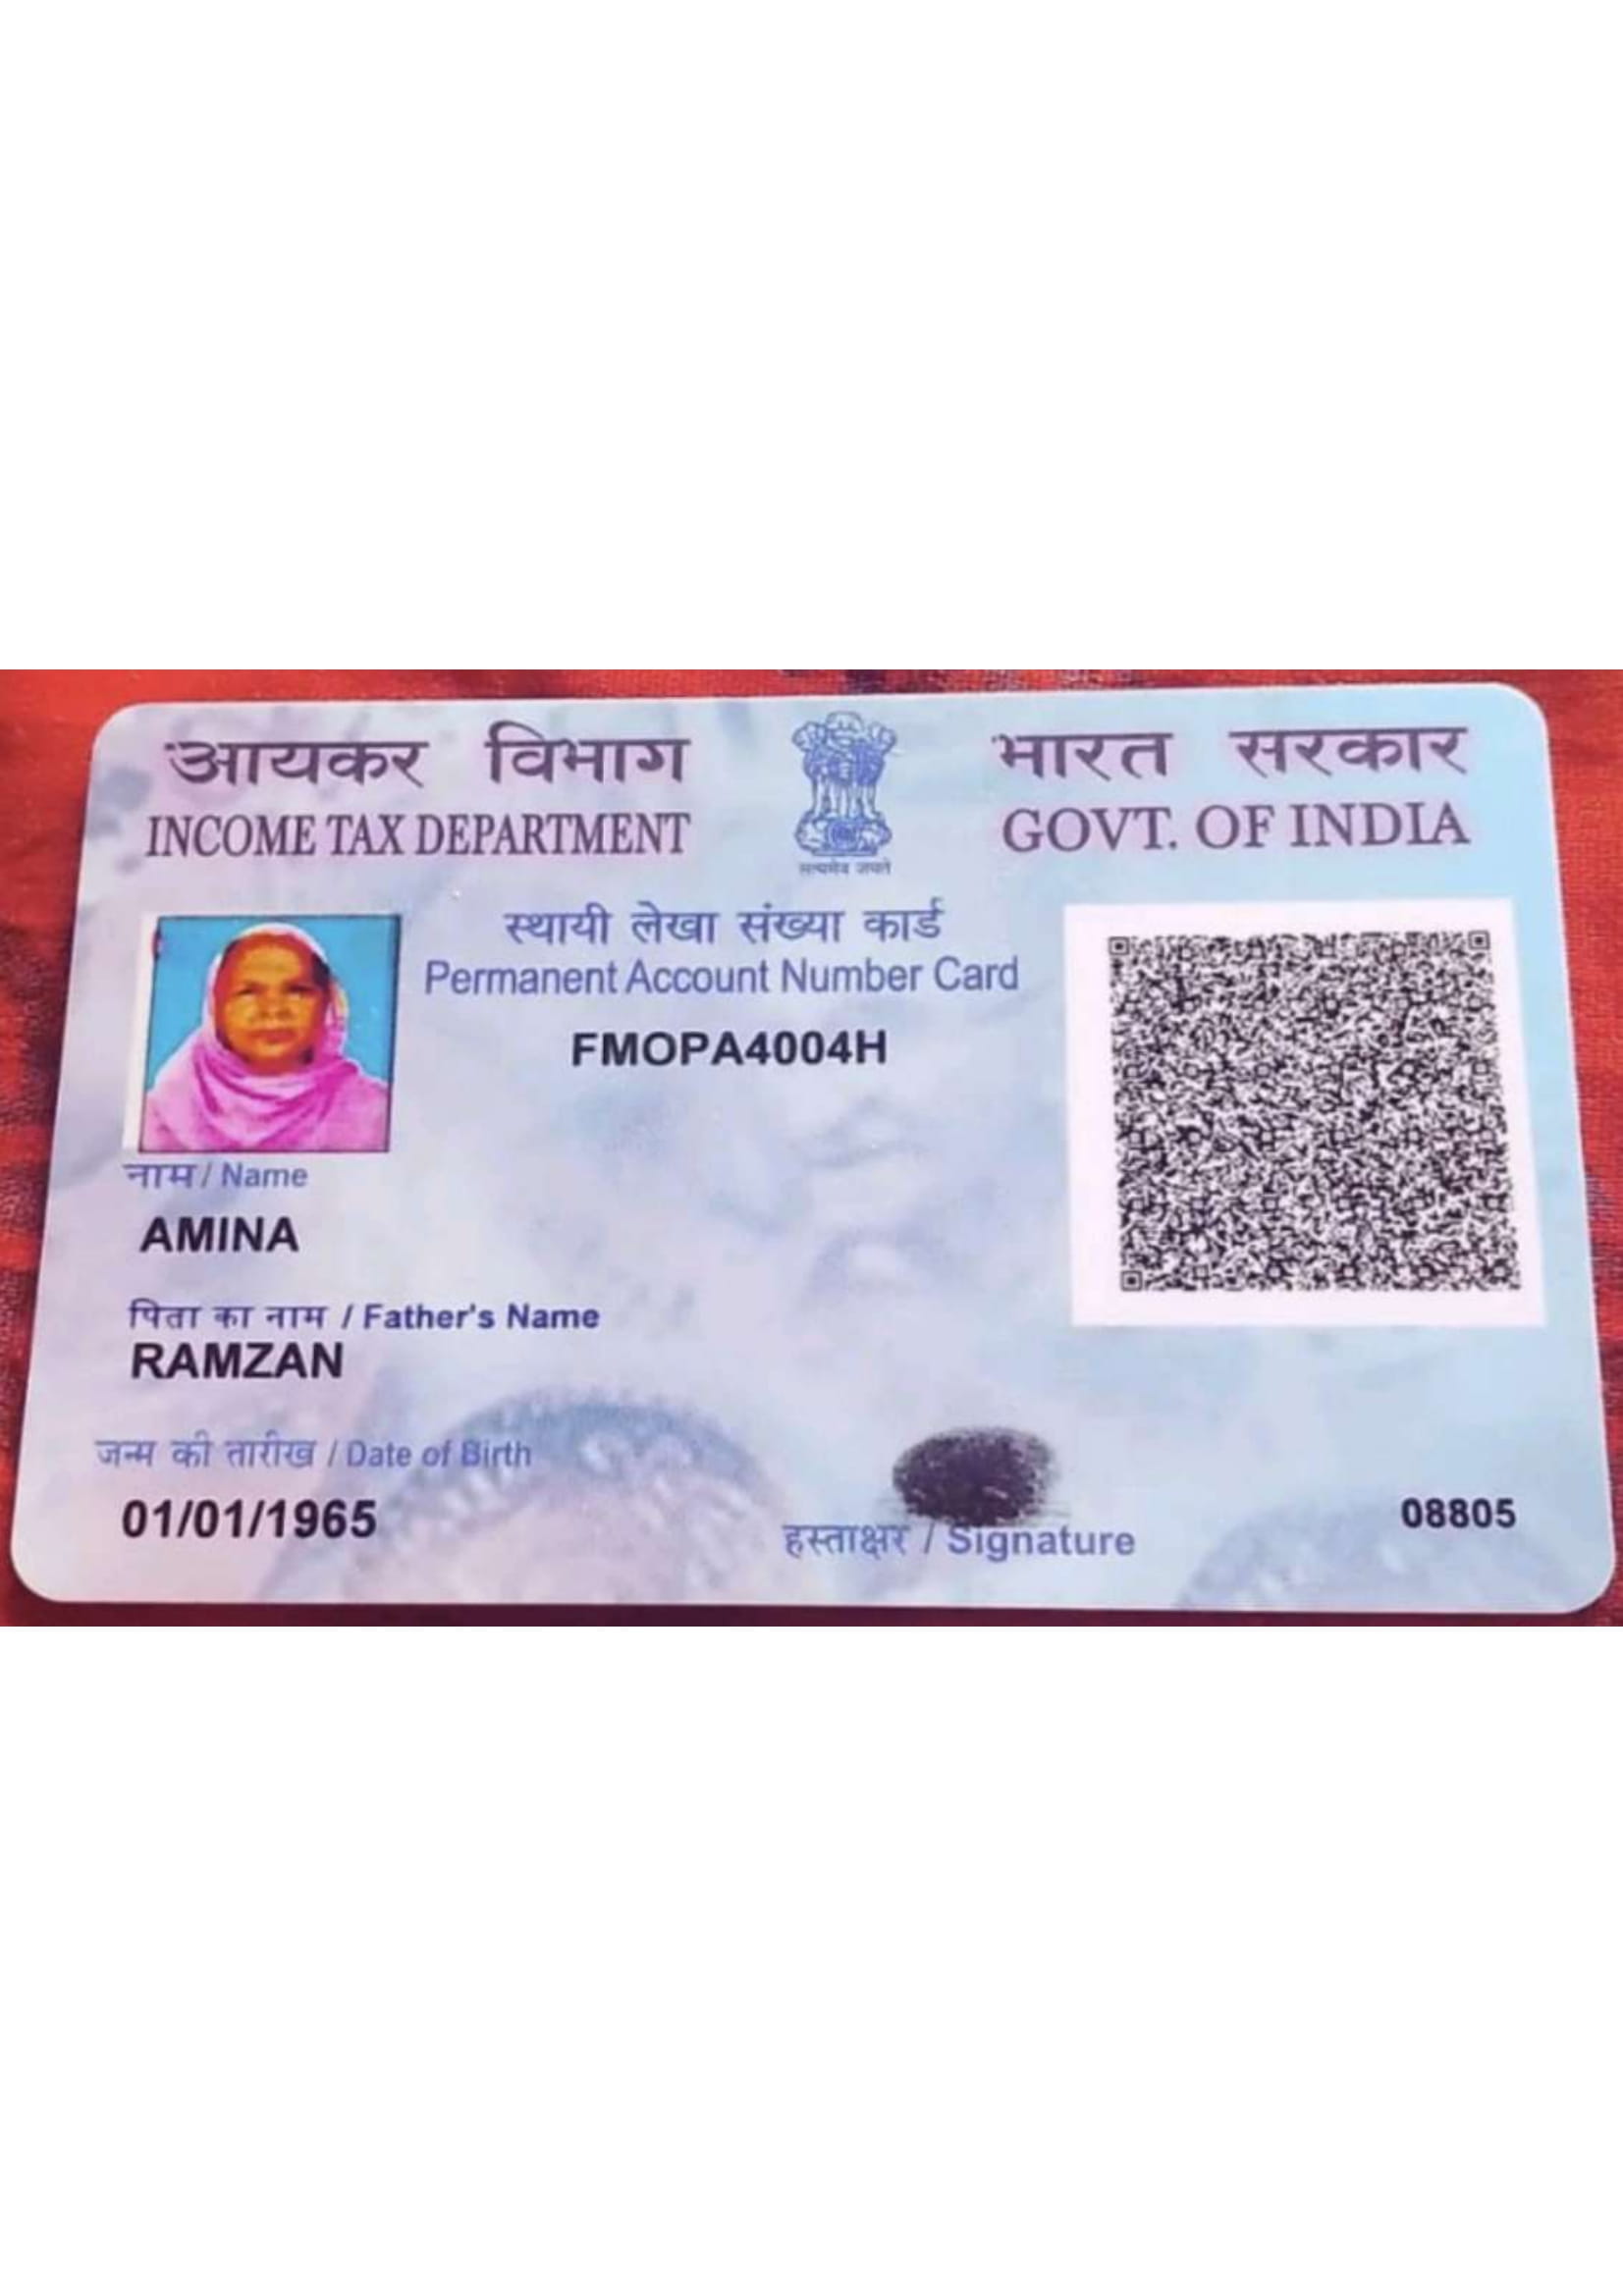 आयकर विभाग
INCOME TAX DEPARTMENT
सत्यमेव जयते
भारत सरकार
GOVT. OF INDIA
स्थायी लेखा संख्या कार्ड
Permanent Account Number Card
FMOPA4004H
नाम / Name
AMINA
पिता का नाम / Father's Name
RAMZAN
जन्म की तारीख / Date of Birth
01/01/1965
हस्ताक्षर / Signature
08805